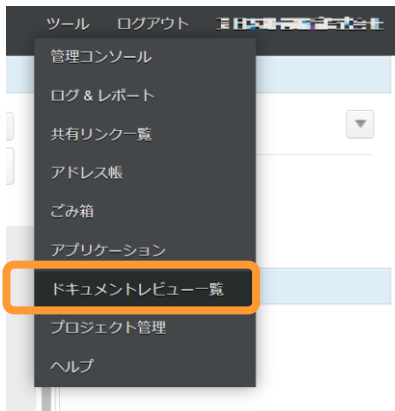 ツール ログアウト
管理コンソール
ログ & レポート
共有リンク一覧
アドレス帳
ごみ箱
アプリケーション
ドキュメントレビュー一覧
プロジェクト管理
ヘルプ